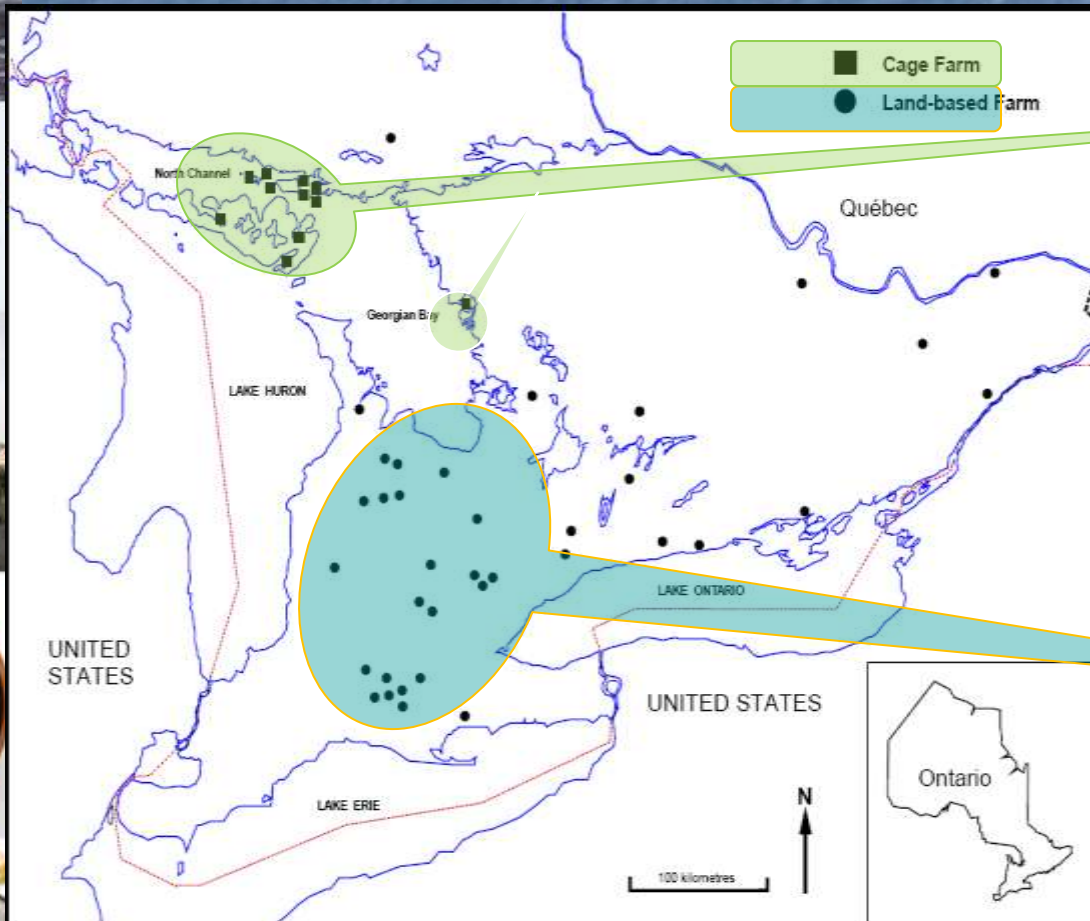 Cage Farm
Land-based Farm
North Channel
Québec
Georgian Bay
LAKE HURON
LAKE ONTARIO
UNITED
STATES
UNITED STATES
Ontario
N
LAKE ERIE
100 kilometres